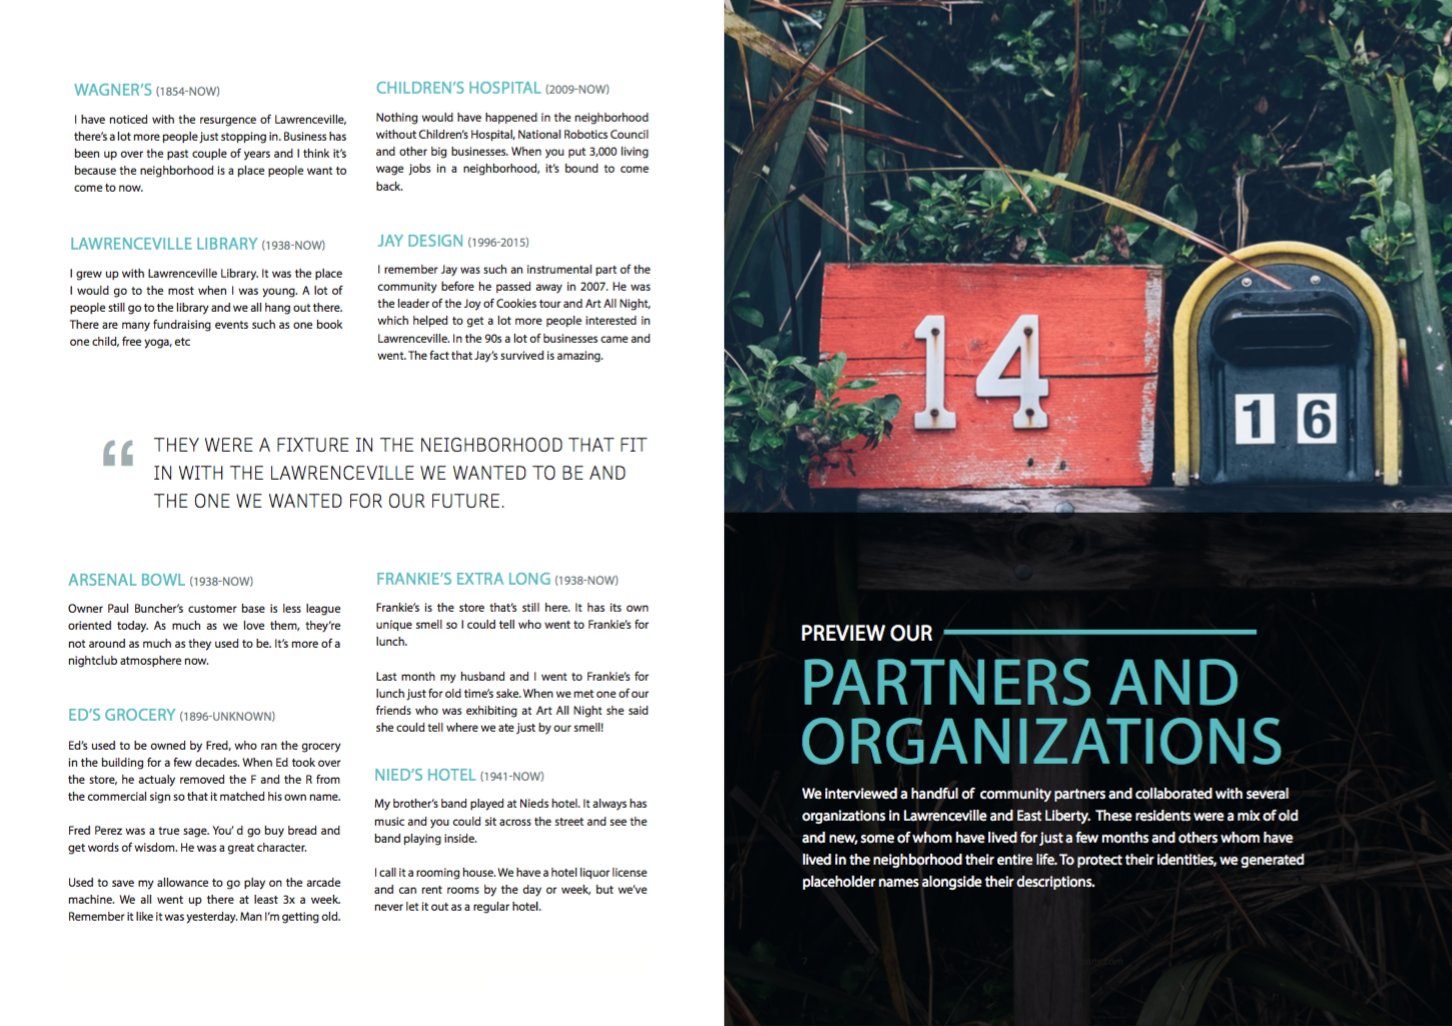 WAGNER'S (1854-NOW)
I have noticed with the resurgence of Lawrenceville,
there's a lot more people just stopping in. Business has
been up over the past couple of years and I think it's
because the neighborhood is a place people want to
come to now.
LAWRENCEVILLE LIBRARY (1938-NOW)
I grew up with Lawrenceville Library. It was the place
I would go to the most when I was young. A lot of
people still go to the library and we all hang out there.
There are many fundraising events such as one book
one child, free yoga, etc
CHILDREN'S HOSPITAL (2009-NOW)
Nothing would have happened in the neighborhood
without Children's Hospital, National Robotics Council
and other big businesses. When you put 3,000 living
wage jobs in a neighborhood, it's bound to come
back.
JAY DESIGN (1996-2015)
I remember Jay was such an instrumental part of the
community before he passed away in 2007. He was
the leader of the Joy of Cookies tour and Art All Night,
which helped to get a lot more people interested in
Lawrenceville. In the 90s a lot of businesses came and
went. The fact that Jay's survived is amazing.
“ THEY WERE A FIXTURE IN THE NEIGHBORHOOD THAT FIT
IN WITH THE LAWRENCEVILLE WE WANTED TO BE AND
THE ONE WE WANTED FOR OUR FUTURE.
ARSENAL BOWL (1938-NOW)
Owner Paul Buncher's customer base is less league
oriented today. As much as we love them, they're
not around as much as they used to be. It's more of a
nightclub atmosphere now.
ED'S GROCERY (1896-UNKNOWN)
Ed's used to be owned by Fred, who ran the grocery
in the building for a few decades. When Ed took over
the store, he actualy removed the F and the R from
the commercial sign so that it matched his own name.
Fred Perez was a true sage. You' d go buy bread and
get words of wisdom. He was a great character.
Used to save my allowance to go play on the arcade
machine. We all went up there at least 3x a week.
Remember it like it was yesterday. Man I'm getting old.
FRANKIE'S EXTRA LONG (1938-NOW)
Frankie's is the store that's still here. It has its own
unique smell so I could tell who went to Frankie's for
lunch.
Last month my husband and I went to Frankie's for
lunch just for old time's sake. When we met one of our
friends who was exhibiting at Art All Night she said
she could tell where we ate just by our smell!
NIED'S HOTEL (1941-NOW)
My brother's band played at Nieds hotel. It always has
music and you could sit across the street and see the
band playing inside.
I call it a rooming house. We have a hotel liquor license
and can rent rooms by the day or week, but we've
never let it out as a regular hotel.
14
16
PREVIEW OUR
PARTNERS AND
ORGANIZATIONS
We interviewed a handful of community partners and collaborated with several
organizations in Lawrenceville and East Liberty. These residents were a mix of old
and new, some of whom have lived for just a few months and others whom have
lived in the neighborhood their entire life. To protect their identities, we generated
placeholder names alongside their descriptions.
7